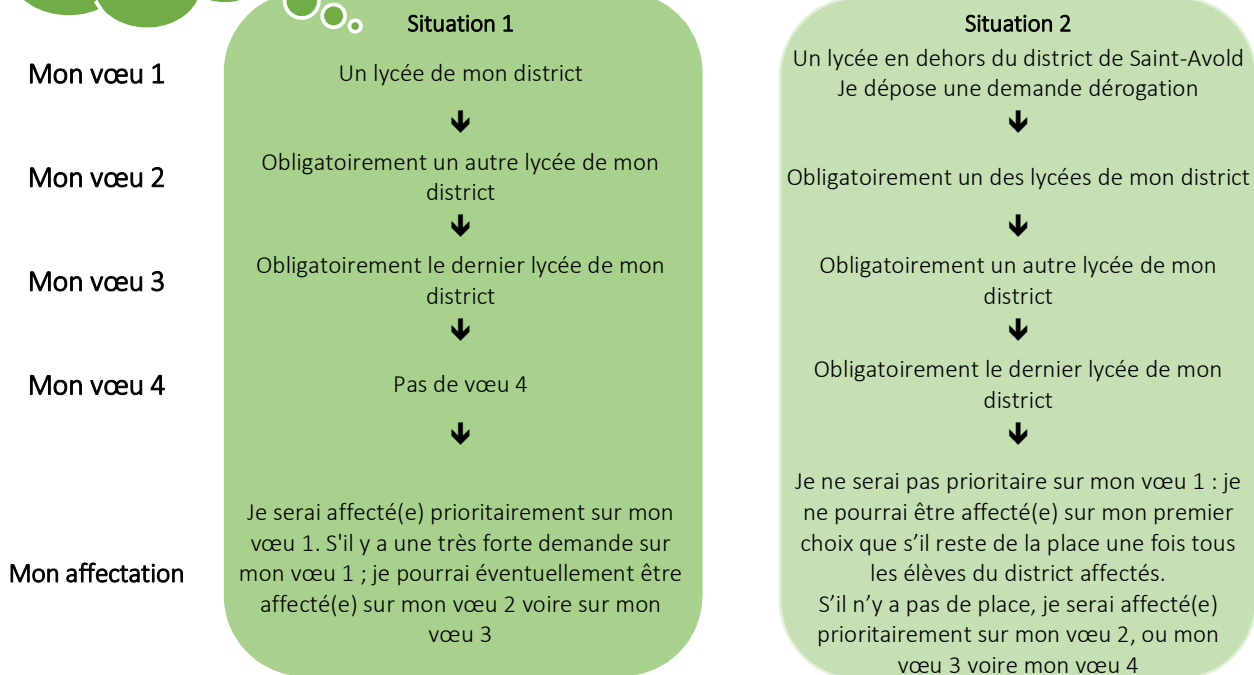 Situation 1
Situation 2
Mon vœu 1
Un lycée de mon district
Un lycée en dehors du district de Saint-Avold
Je dépose une demande dérogation
Mon vœu 2
Obligatoirement un autre lycée de mon
district
Obligatoirement un des lycées de mon district
Mon vœu 3
Obligatoirement le dernier lycée de mon
district
Obligatoirement un autre lycée de mon
district
Mon vœu 4
Pas de vœu 4
Obligatoirement le dernier lycée de mon
district
Mon affectation
Je serai affecté(e) prioritairement sur mon
vœu 1. S'il y a une très forte demande sur
mon vœu 1 ; je pourrai éventuellement être
affecté(e) sur mon vœu 2 voire sur mon
vœu 3
Je ne serai pas prioritaire sur mon vœu 1 : je
ne pourrai être affecté(e) sur mon premier
choix que s’il reste de la place une fois tous
les élèves du district affectés.
S’il n’y a pas de place, je serai affecté(e)
prioritairement sur mon vœu 2, ou mon
vœu 3 voire mon vœu 4